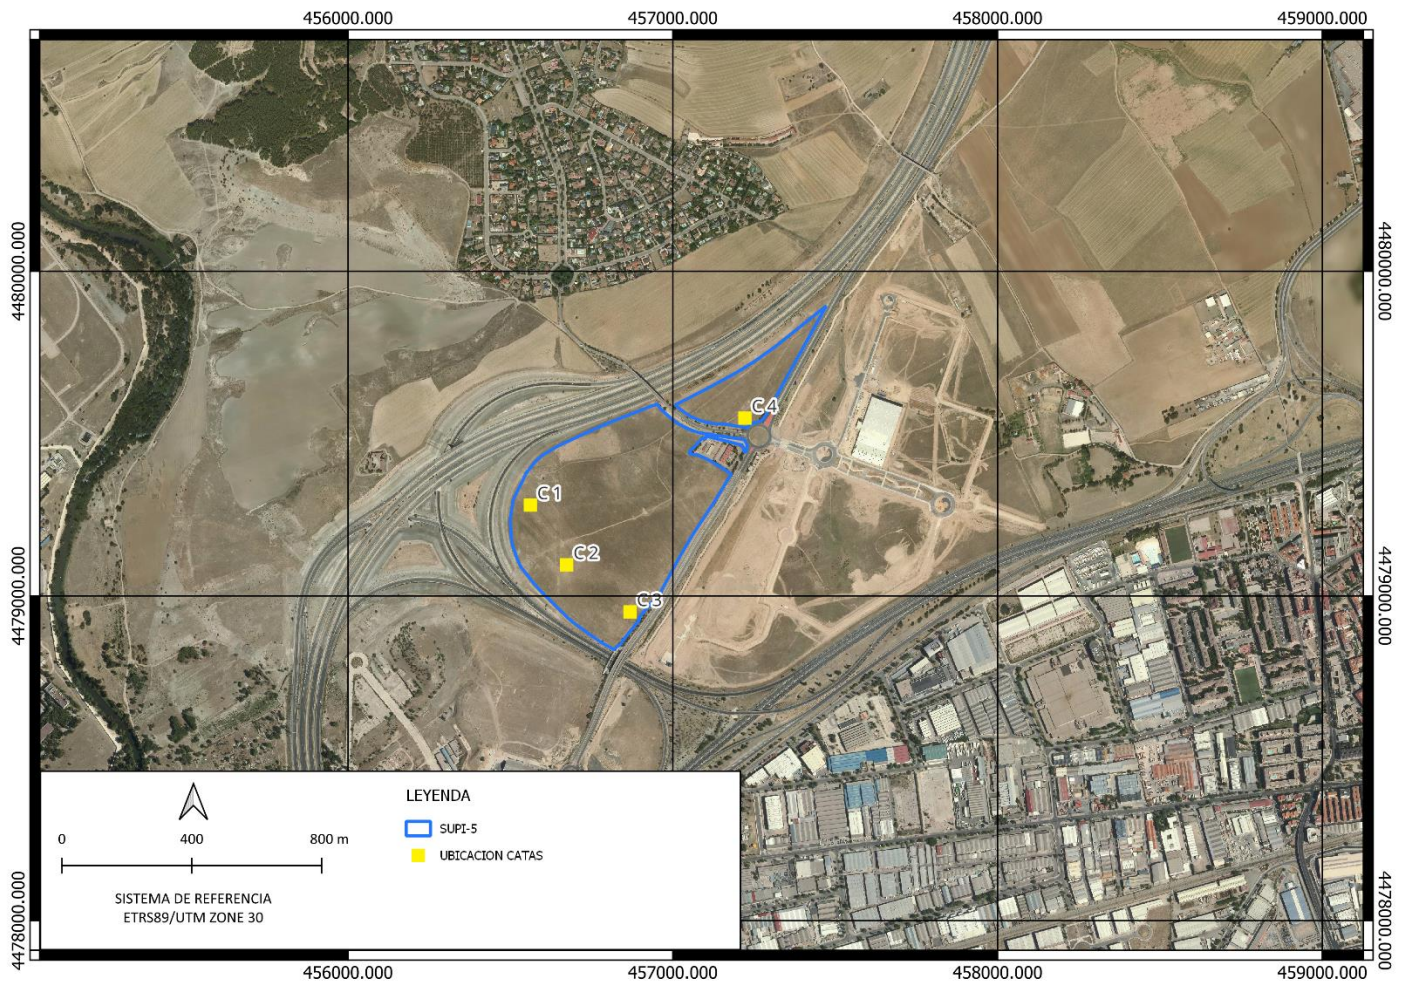 456000.000 457000.000 458000.000 459000.000
4480000.000 4480000.000
C4
C1
C2
4479000.000 4479000.000
C3
LEYENDA
0 400 800 m
SUPI-5
UBICACION CATAS
SISTEMA DE REFERENCIA
ETRS89/UTM ZONE 30
4478000.000 4478000.000
456000.000 457000.000 458000.000 459000.000